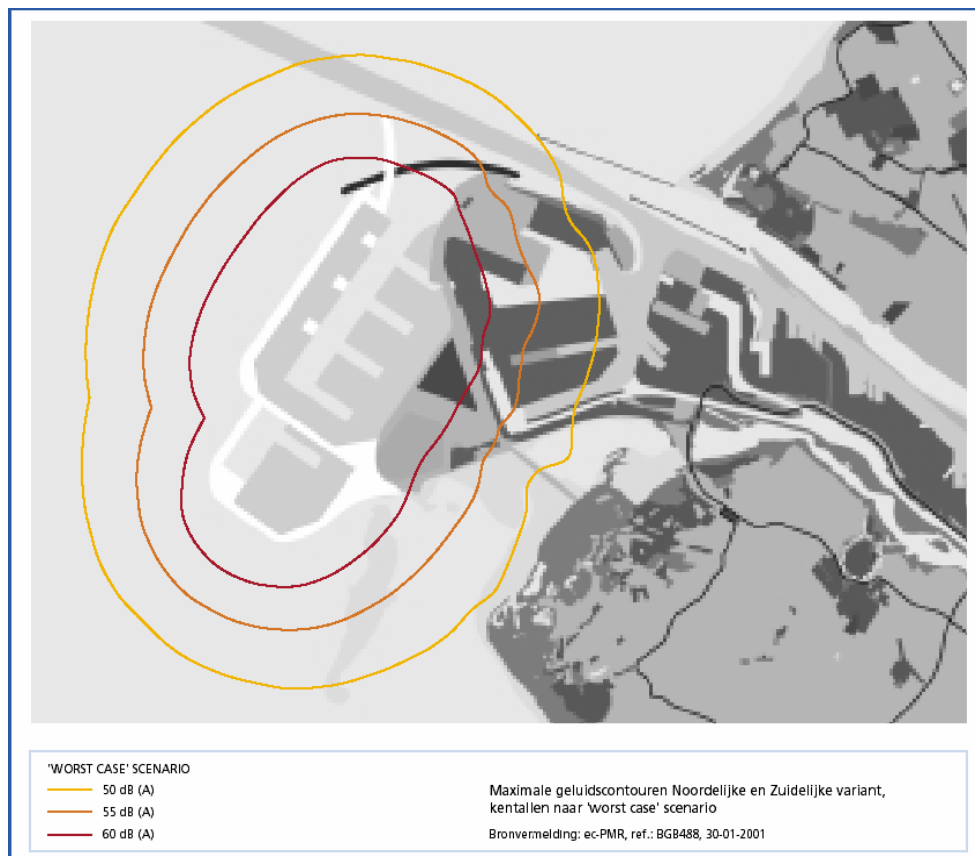 'WORST CASE' SCENARIO
50 dB (A)
55 dB (A)
60 dB (A)
Maximale geluidscontouren Noordelijke en Zuidelijke variant,
kentallen naar 'worst case' scenario
Bronvermelding: ec-PMR, ref.: BGB488, 30-01-2001